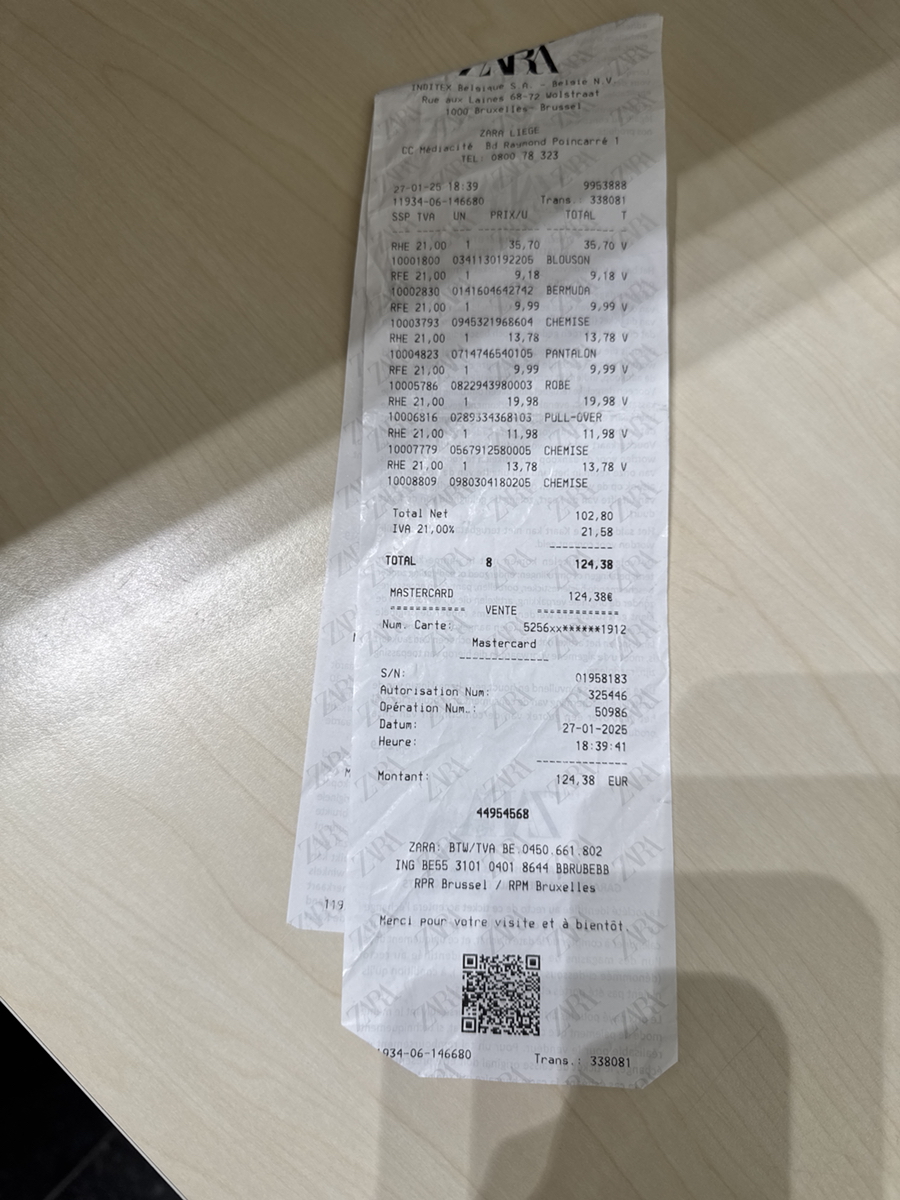 ZARA
INDITEX Belgique S.A. - Belgie N.V.
Rue aux Laines 68-72 Wolstraat
1000 Bruxelles- Brussel
ZARA LIEGE
CC Médiacité Bd Raymond Poincarré 1
TEL: 0800 78 323
27-01-25 18:39 9953888
11934-06-146680 Trans.: 338081
SSP TVA UN PRIX/U TOTAL T
RHE 21,00 1 35,70 35,70 V
10001800 0341130192205 BLOUSON
RFE 21,00 1 9,18 9,18 V
10002830 0141604642742 BERMUDA
RFE 21,00 1 9,99 9,99 V
10003793 0945321968604 CHEMISE
RHE 21,00 1 13,78 13,78 V
10004823 0714746540105 PANTALON
RFE 21,00 1 9,99 9,99 V
10005786 0822943980003 ROBE
RHE 21,00 1 19,98 19,98 V
10006816 0289334368103 PULL-OVER
RHE 21,00 1 11,98 11,98 V
10007779 0567912580005 CHEMISE
RHE 21,00 1 13,78 13,78 V
10008809 0980304180205 CHEMISE
Total Net 102,80
IVA 21,00% 21,58
TOTAL 8 124,38
MASTERCARD 124,38€
============ VENTE =============
Num. Carte: 5256xx******1912
Mastercard
S/N: 01958183
Autorisation Num: 325446
Opération Num.: 50986
Datum: 27-01-2025
Heure: 18:39:41
Montant: 124,38 EUR
44954568
ZARA: BTW/TVA BE 0450.661.802
ING BE55 3101 0401 8644 BBRUBEBB
RPR Brussel / RPM Bruxelles
Merci pour votre visite et à bientôt.
1934-06-146680 Trans.: 338081
119